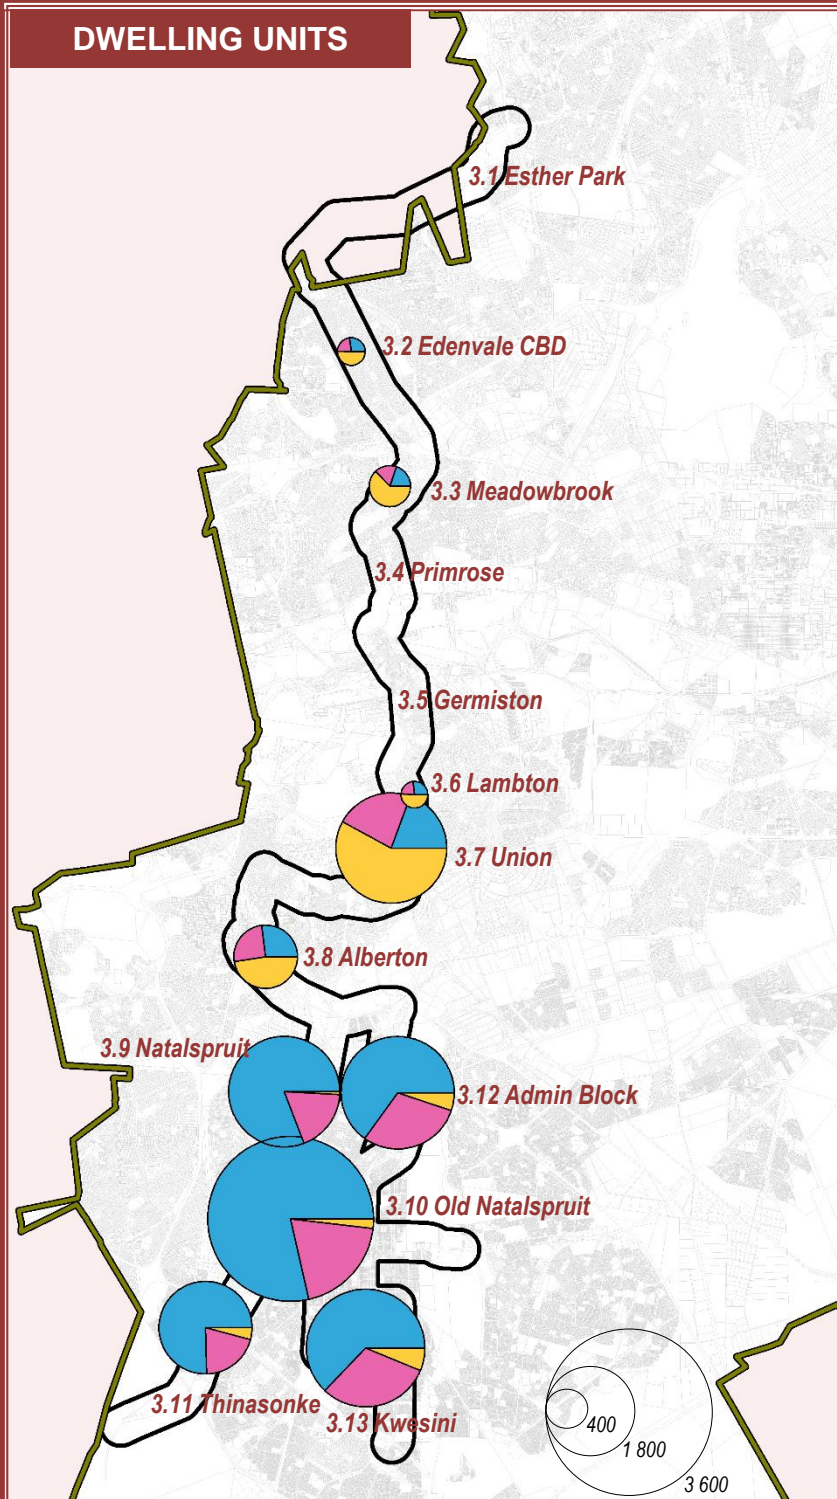 DWELLING UNITS
3.1 Esther Park
3.2 Edenvale CBD
3.3 Meadowbrook
3.4 Primrose
3.5 Germiston
3.6 Lambton
3.7 Union
3.8 Alberton
3.9 Natalspruit
3.12 Admin Block
3.10 Old Natalspruit
3.11 Thinasonke
3.13 Kwesini
400
1 800
3 600